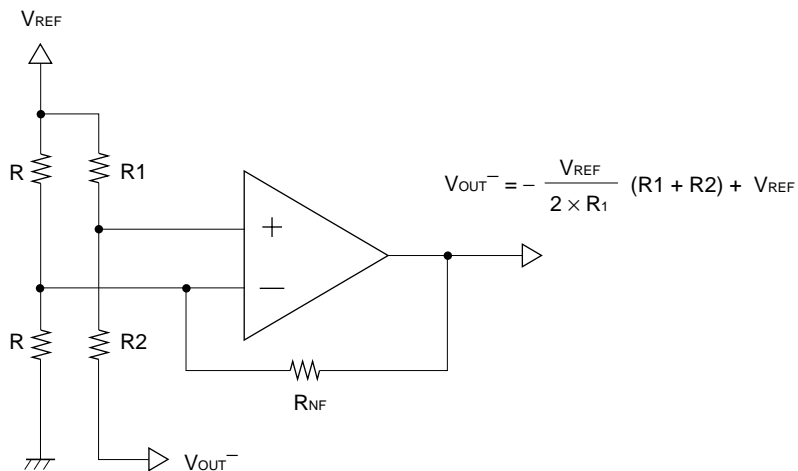 VREF
R
R1
+
−
VOUT− = − VREF / 2 × R1 (R1 + R2) + VREF
R
R2
RNF
VOUT−